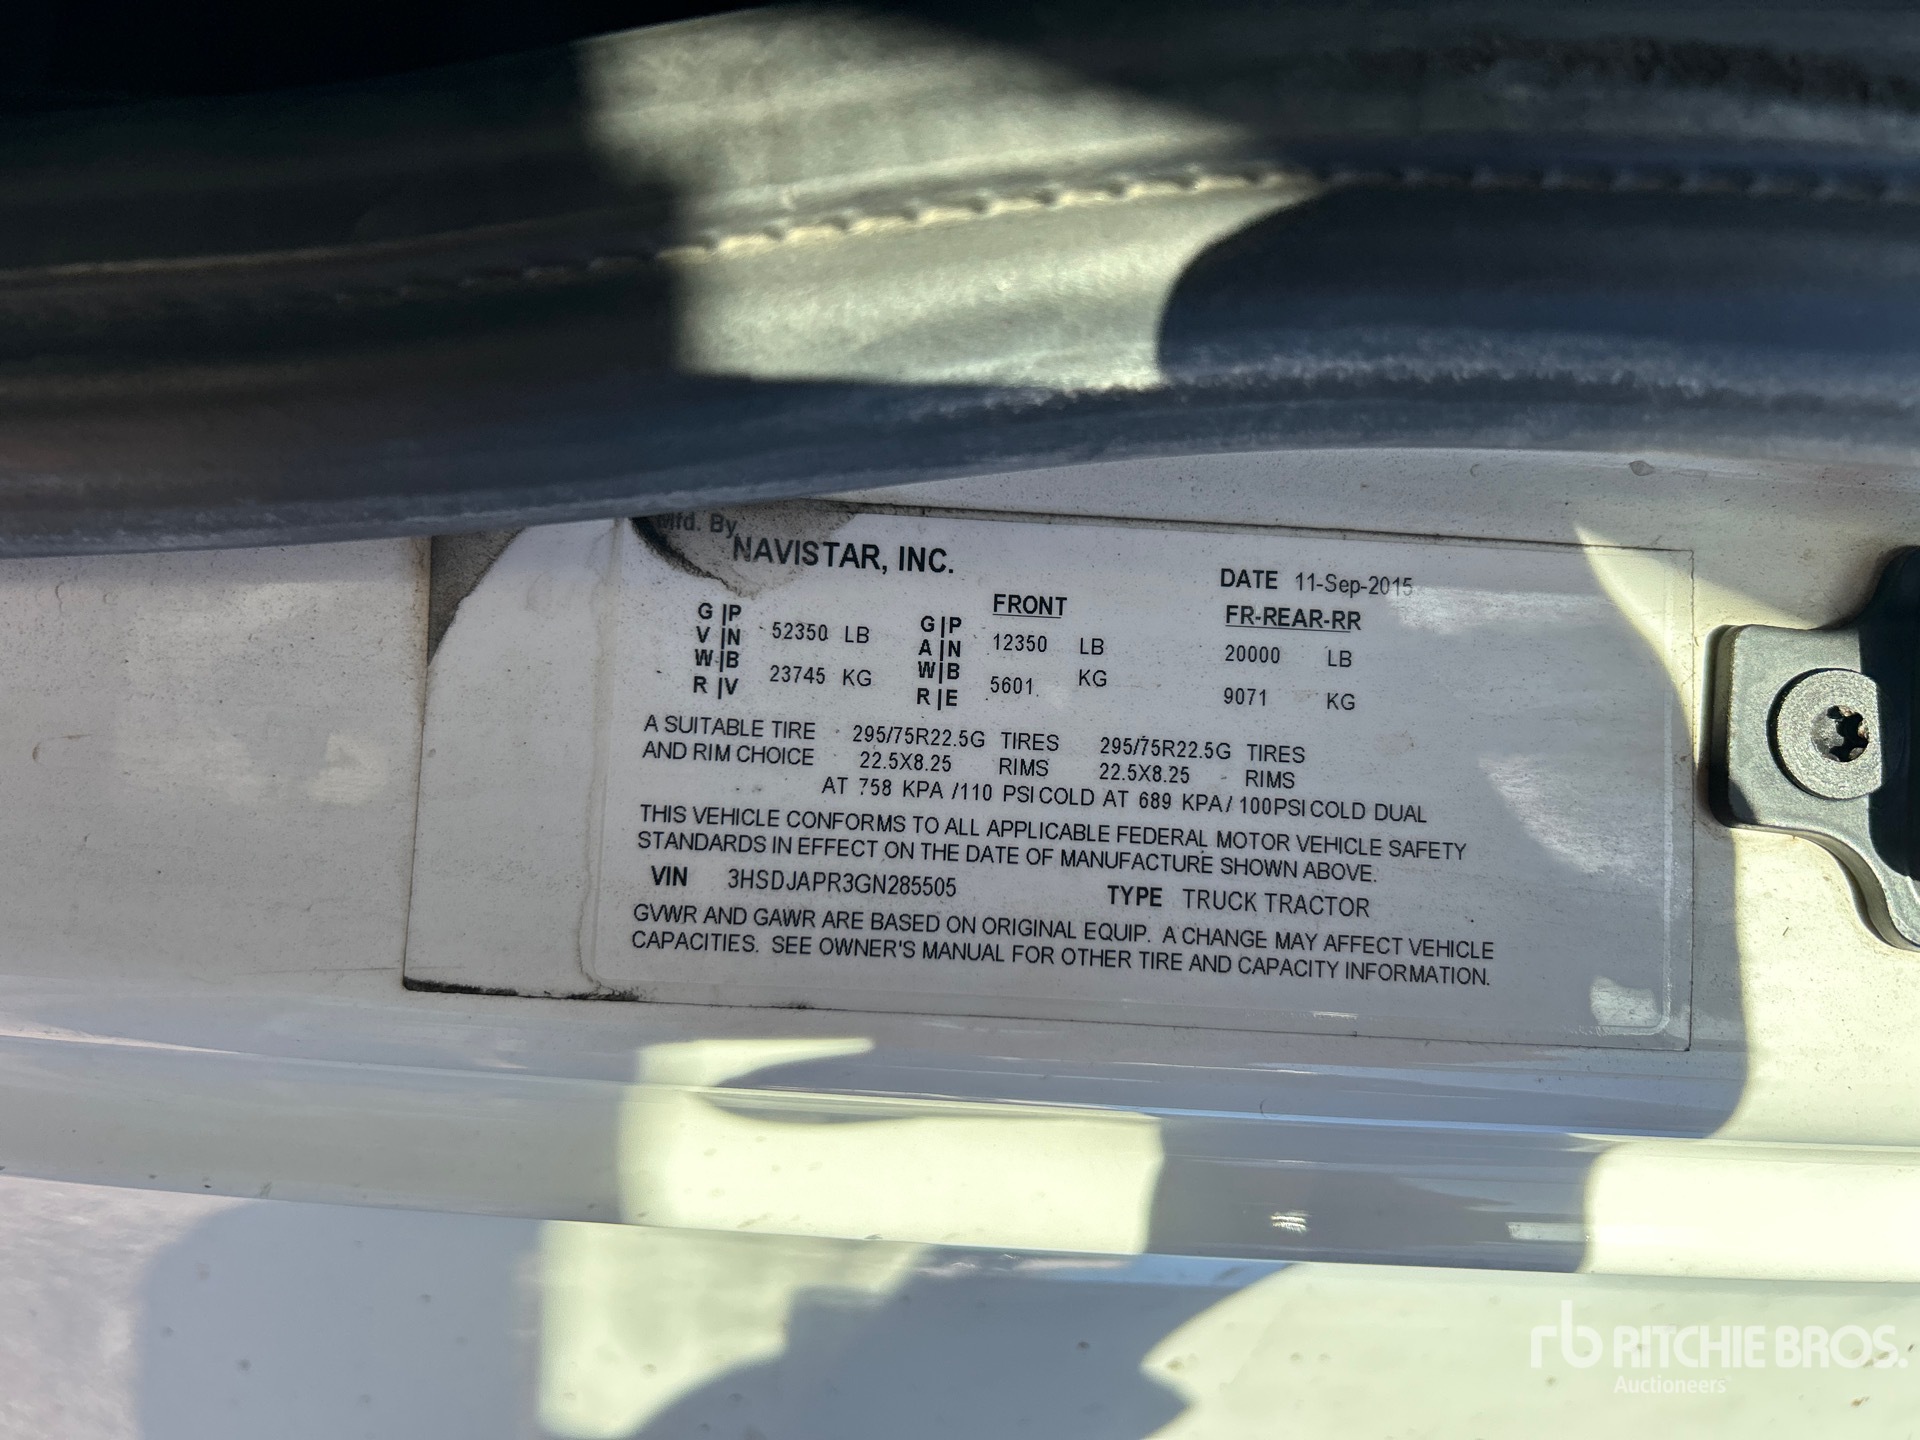 Mfd. By
NAVISTAR, INC.
DATE 11-Sep-2015
FRONT
FR-REAR-RR
G|P
V|N
W|B
R|V
52350 LB
23745 KG
G|P
A|N
W|B
R|E
12350 LB
5601 KG
20000 LB
9071 KG
A SUITABLE TIRE 295/75R22.5G TIRES 295/75R22.5G TIRES
AND RIM CHOICE 22.5X8.25 RIMS 22.5X8.25 RIMS
AT 758 KPA /110 PSI COLD AT 689 KPA/ 100PSI COLD DUAL
THIS VEHICLE CONFORMS TO ALL APPLICABLE FEDERAL MOTOR VEHICLE SAFETY
STANDARDS IN EFFECT ON THE DATE OF MANUFACTURE SHOWN ABOVE.
VIN 3HSDJAPR3GN285505 TYPE TRUCK TRACTOR
GVWR AND GAWR ARE BASED ON ORIGINAL EQUIP. A CHANGE MAY AFFECT VEHICLE
CAPACITIES. SEE OWNER'S MANUAL FOR OTHER TIRE AND CAPACITY INFORMATION.
rb RITCHIE BROS.
Auctioneers